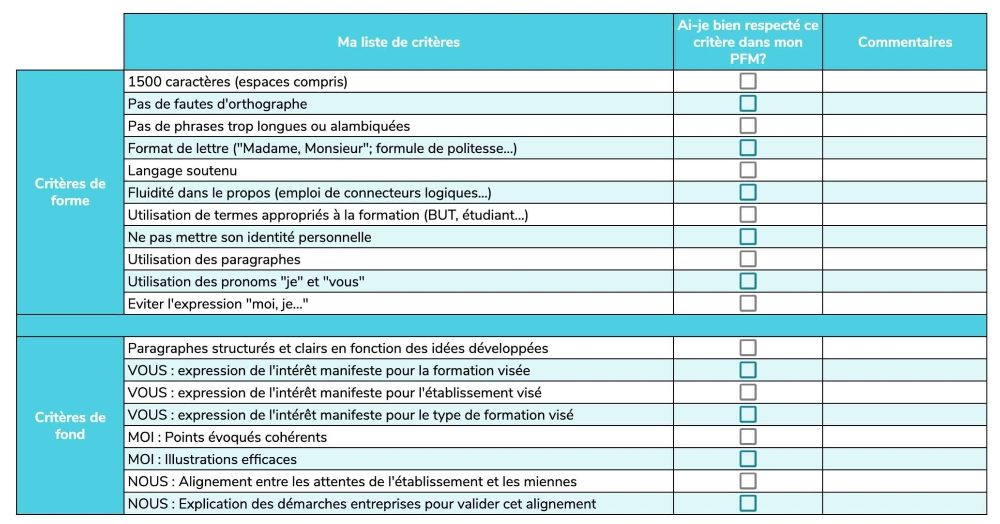 Ma liste de critères
Ai-je bien respecté ce
critère dans mon
PFM?
Commentaires
Critères de
forme
1500 caractères (espaces compris)
Pas de fautes d'orthographe
Pas de phrases trop longues ou alambiquées
Format de lettre ("Madame, Monsieur"; formule de politesse...)
Langage soutenu
Fluidité dans le propos (emploi de connecteurs logiques...)
Utilisation de termes appropriés à la formation (BUT, étudiant...)
Ne pas mettre son identité personnelle
Utilisation des paragraphes
Utilisation des pronoms "je" et "vous"
Eviter l'expression "moi, je..."
Critères de
fond
Paragraphes structurés et clairs en fonction des idées développées
VOUS : expression de l'intérêt manifeste pour la formation visée
VOUS : expression de l'intérêt manifeste pour l'établissement visé
VOUS : expression de l'intérêt manifeste pour le type de formation visé
MOI : Points évoqués cohérents
MOI : Illustrations efficaces
NOUS : Alignement entre les attentes de l'établissement et les miennes
NOUS : Explication des démarches entreprises pour valider cet alignement